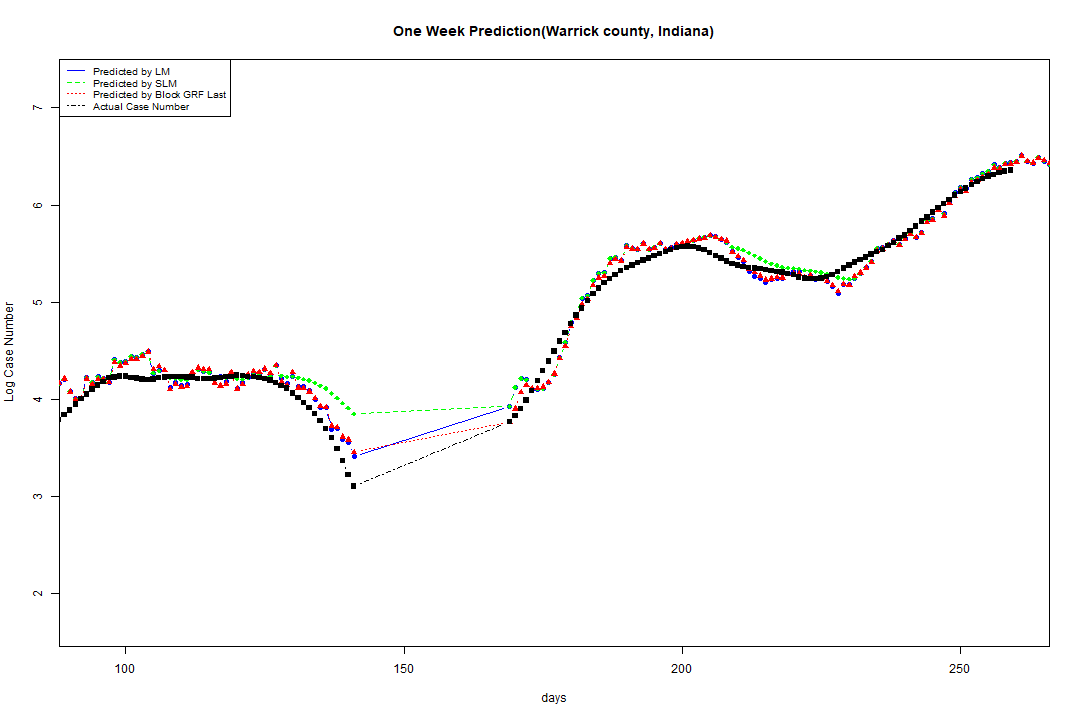 One Week Prediction(Warrick county, Indiana)
Predicted by LM
Predicted by SLM
Predicted by Block GRF Last
Actual Case Number
7
6
5
4
3
2
Log Case Number
100 150 200 250
days